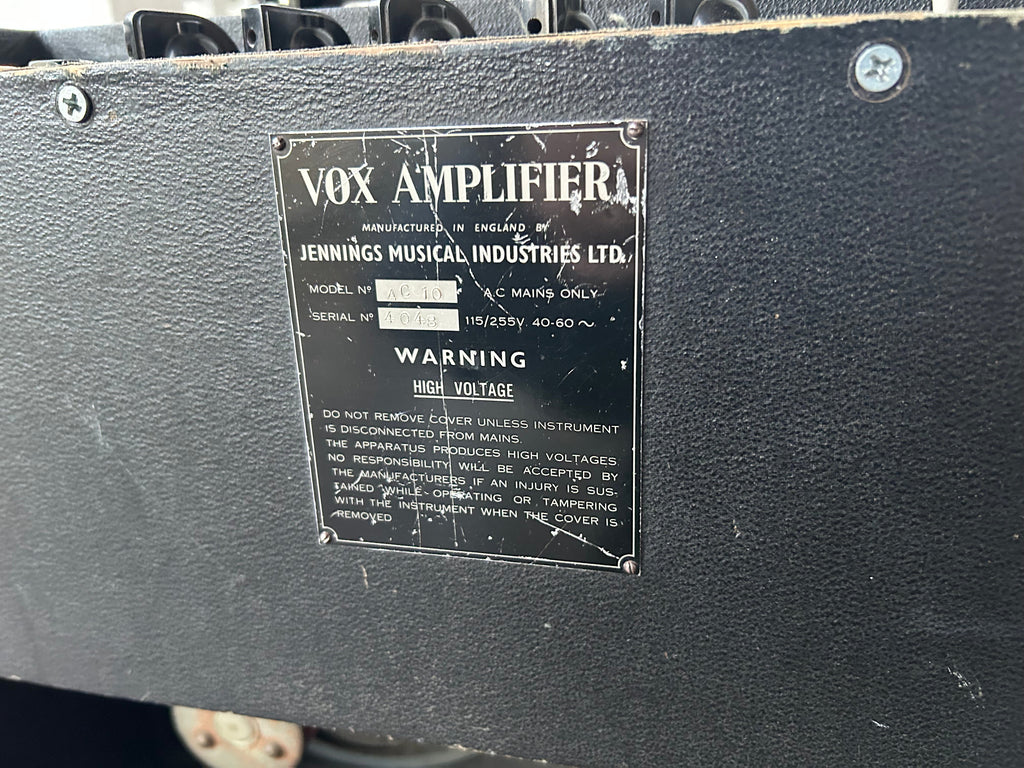 VOX AMPLIFIER
MANUFACTURED IN ENGLAND BY
JENNINGS MUSICAL INDUSTRIES LTD.
MODEL Nº AC 10 A.C MAINS ONLY
SERIAL Nº 4048 115/255V. 40-60 ~
WARNING
HIGH VOLTAGE
DO NOT REMOVE COVER UNLESS INSTRUMENT
IS DISCONNECTED FROM MAINS.
THE APPARATUS PRODUCES HIGH VOLTAGES.
NO RESPONSIBILITY WILL BE ACCEPTED BY
THE MANUFACTURERS IF AN INJURY IS SUS-
TAINED WHILE OPERATING OR TAMPERING
WITH THE INSTRUMENT WHEN THE COVER IS
REMOVED